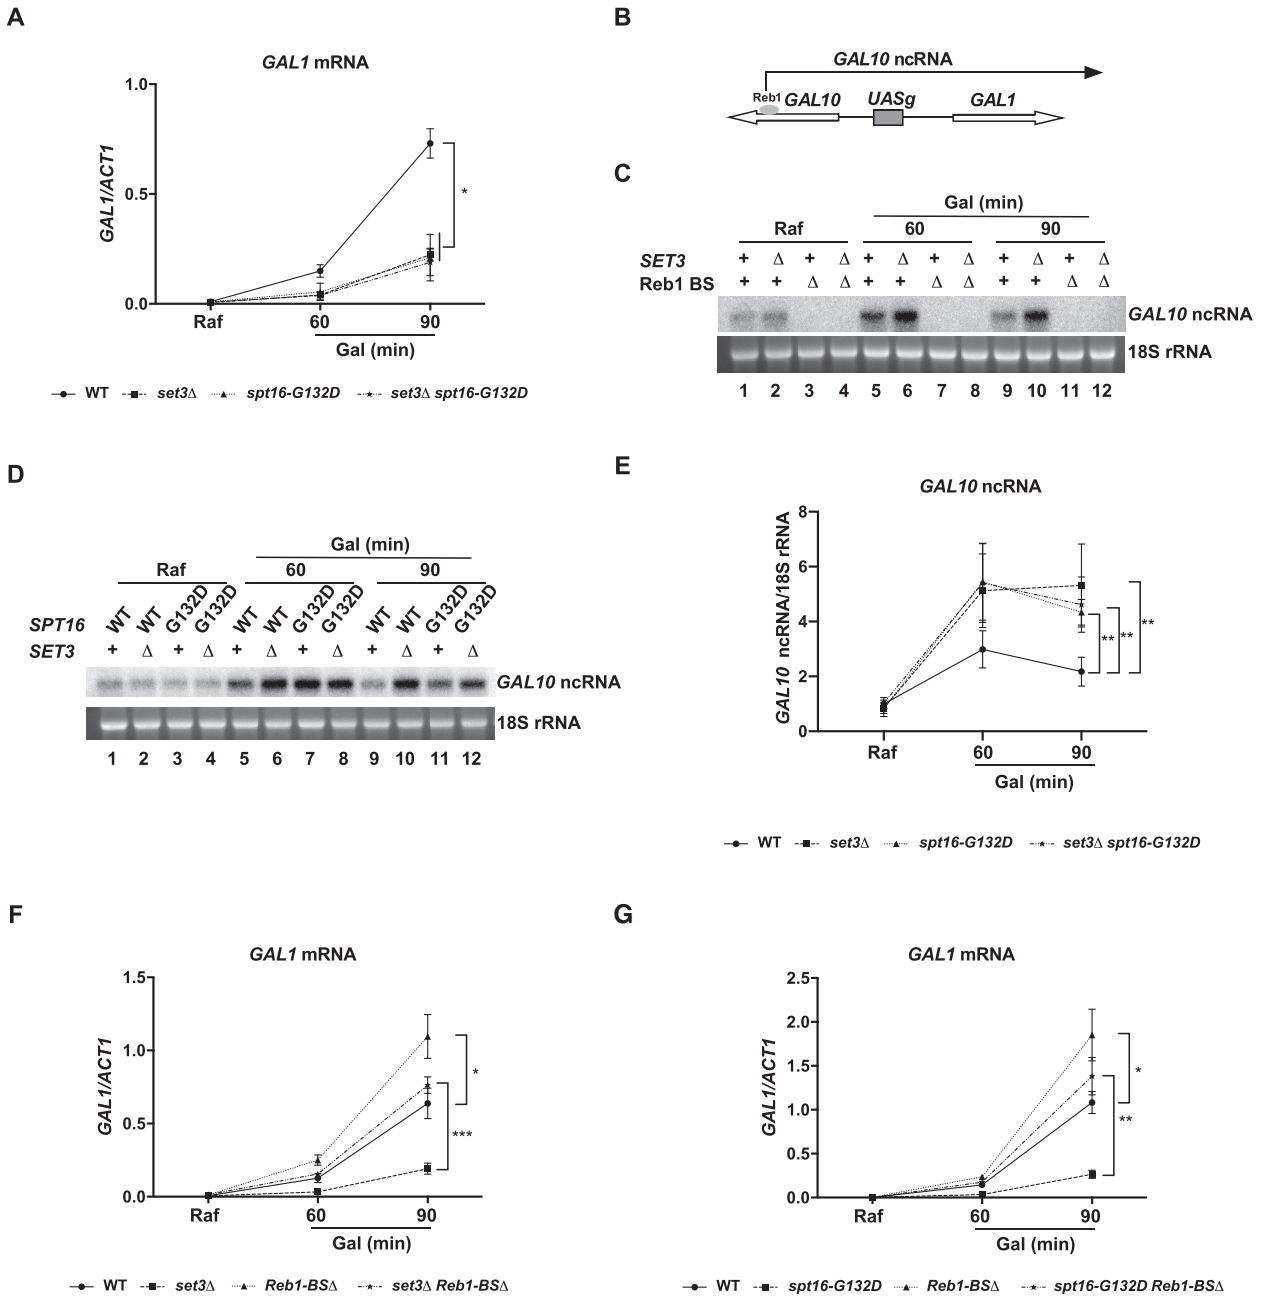 A
GAL1 mRNA
GAL1/ACT1
1.0
0.5
*
0.0
Raf 60 90
Gal (min)
WT set3Δ spt16-G132D set3Δ spt16-G132D
B
GAL10 ncRNA
Reb1 GAL10 UASg GAL1
C
Gal (min)
Raf 60 90
SET3 + Δ + Δ + Δ + Δ + Δ + Δ
Reb1 BS + + Δ Δ + + Δ Δ + + Δ Δ
GAL10 ncRNA
18S rRNA
1 2 3 4 5 6 7 8 9 10 11 12
D
Gal (min)
Raf 60 90
SPT16 WT WT G132D G132D WT WT G132D G132D WT WT G132D G132D
SET3 + Δ + Δ + Δ + Δ + Δ + Δ
GAL10 ncRNA
18S rRNA
1 2 3 4 5 6 7 8 9 10 11 12
E
GAL10 ncRNA
GAL10 ncRNA/18S rRNA
8
6
4
** ** **
2
0
Raf 60 90
Gal (min)
WT set3Δ spt16-G132D set3Δ spt16-G132D
F
GAL1 mRNA
GAL1/ACT1
1.5
1.0
*
0.5
***
0.0
Raf 60 90
Gal (min)
WT set3Δ Reb1-BSΔ set3Δ Reb1-BSΔ
G
GAL1 mRNA
GAL1/ACT1
2.5
2.0
1.5
*
1.0
**
0.5
0.0
Raf 60 90
Gal (min)
WT spt16-G132D Reb1-BSΔ spt16-G132D Reb1-BSΔ